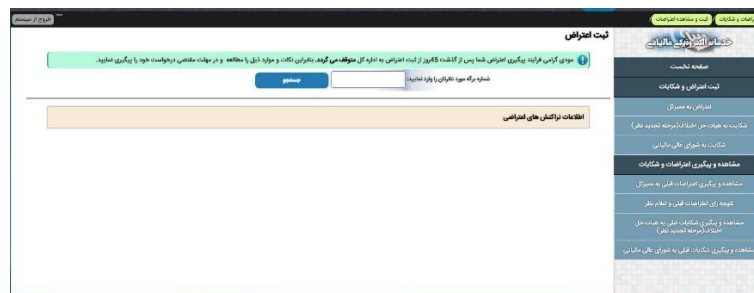 اعتراضات و شکایات / ثبت و مشاهده اعتراضات /
خروج از سیستم
خدمات الکترونیکی مالیاتی
صفحه نخست
ثبت اعتراض و شکایات
اعتراض به ممیزکل
شکایت به هیات حل اختلاف(مرحله تجدید نظر)
شکایت به شورای عالی مالیاتی
مشاهده و پیگیری اعتراضات و شکایات
مشاهده و پیگیری اعتراضات قبلی به ممیزکل
نتیجه رای اعتراضات قبلی و اعلام نظر
مشاهده و پیگیری شکایات قبلی به هیات حل
اختلاف(مرحله تجدید نظر)
مشاهده و پیگیری شکایات قبلی به شورای عالی مالیاتی
ثبت اعتراض
مودی گرامی فرآیند پیگیری اعتراض شما پس از گذشت 45روز از ثبت اعتراض به اداره کل متوقف می گردد. بنابراین نکات و موارد ذیل را مطالعه و در مهلت مقتضی درخواست خود را پیگیری نمایید.
شماره برگه مورد نظرتان را وارد نمایید:
جستجو
اطلاعات تراکنش های اعتراضی